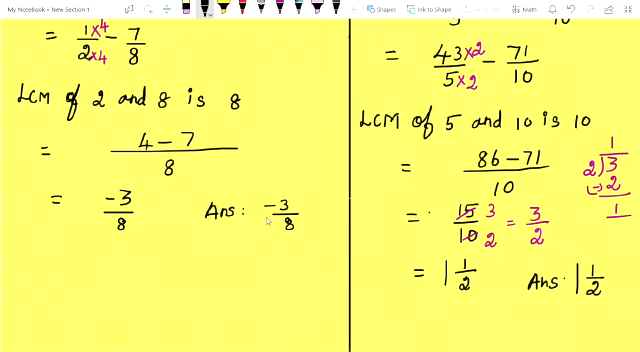 My Notebook » New Section 1
Shapes
Ink to Shape
= 1×4/2×4 − 7/8
LCM of 2 and 8 is 8
= 4 − 7 / 8
= −3/8 Ans: −3/8
10
= 43×2/5×2 − 71/10
LCM of 5 and 10 is 10
= 86 − 71 / 10
= 15/10 3/2 = 3/2
= 1 1/2 Ans: 1 1/2
1
2)3
(−)2
1